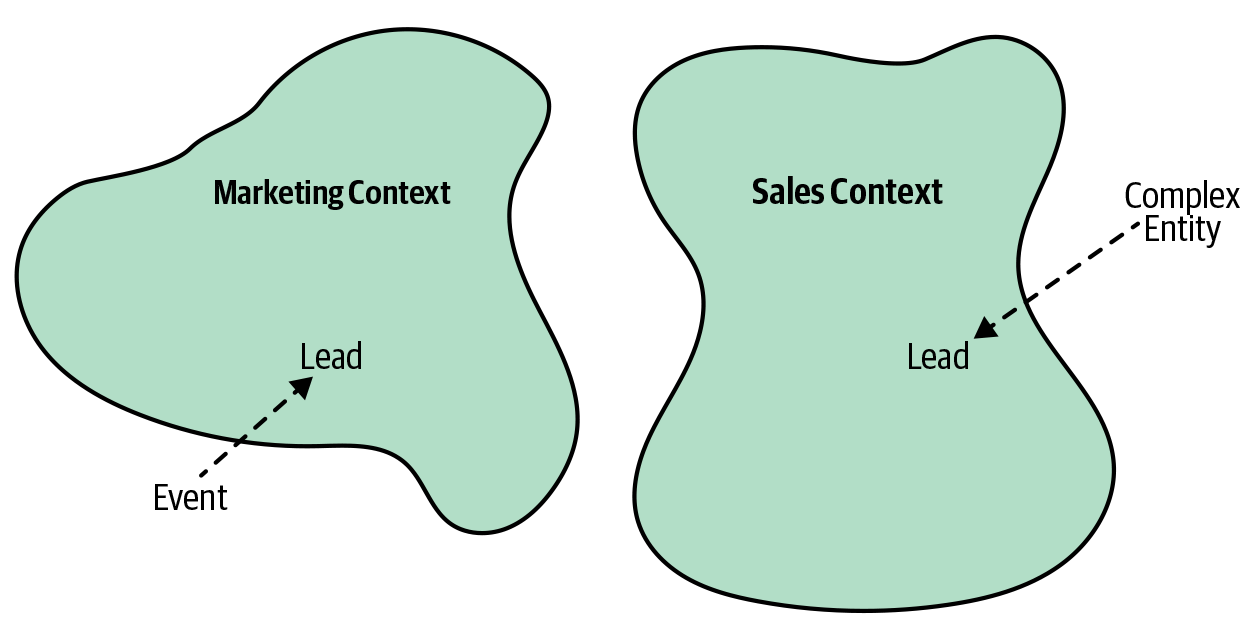 Marketing Context
Lead
Event
Sales Context
Complex
Entity
Lead